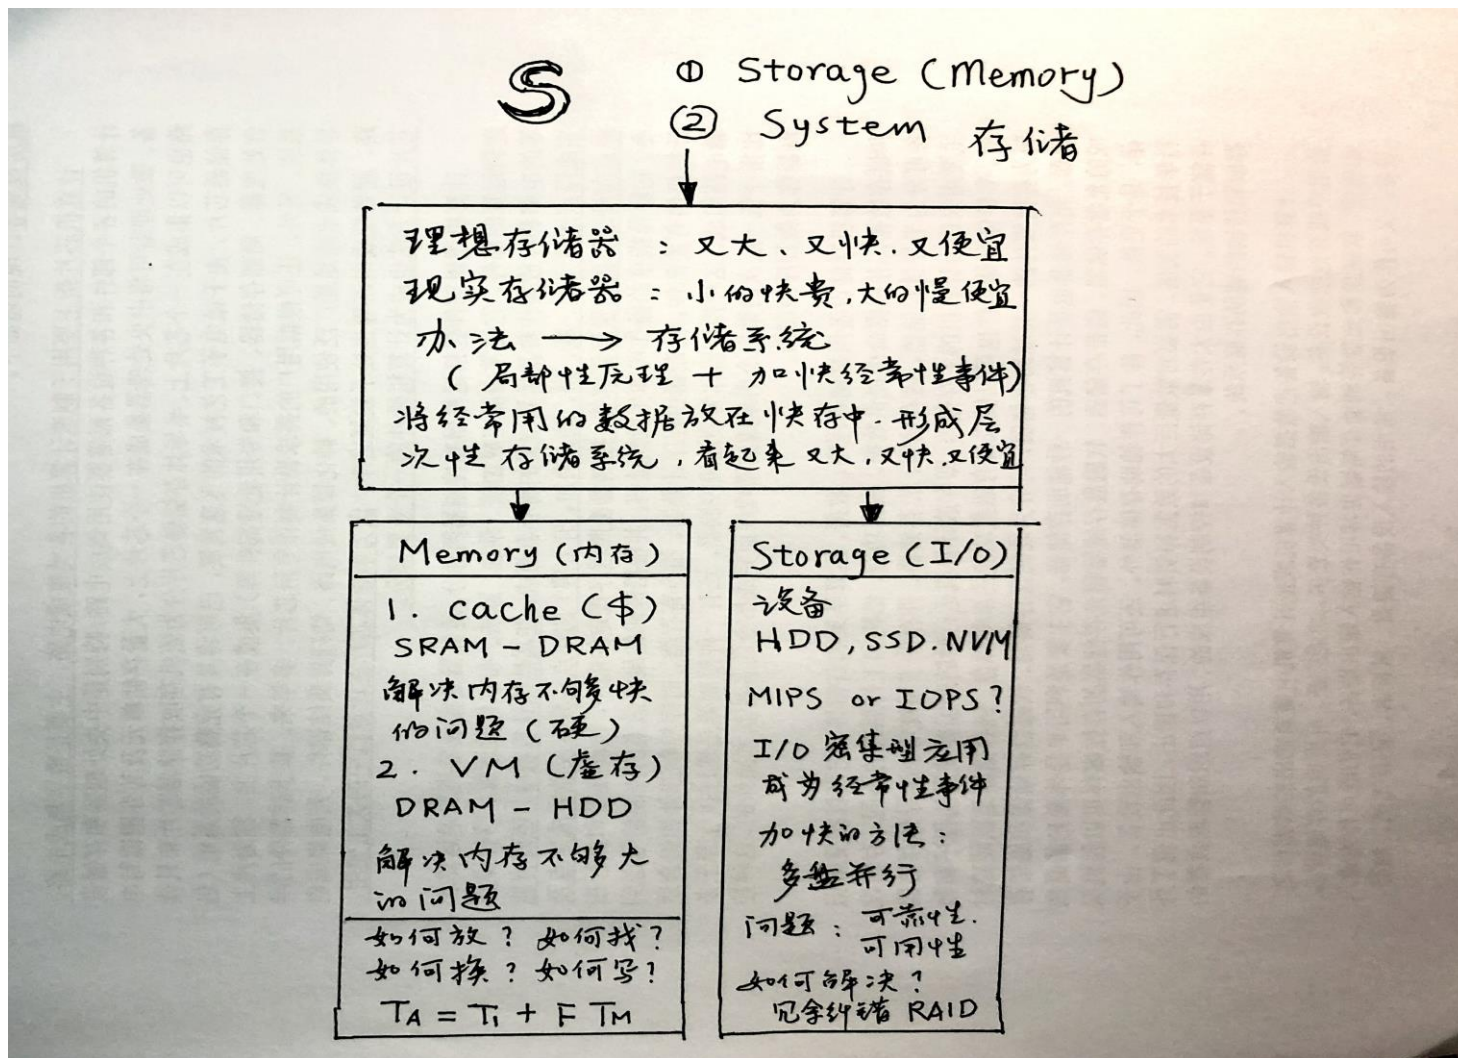 S
① Storage (Memory)
② System 存储
理想存储器：又大、又快、又便宜
现实存储器：小的快贵，大的慢便宜
办法 → 存储系统
（局部性原理 + 加快经常性事件）
将经常用的数据放在快存中．形成层
次性存储系统，看起来又大，又快，又便宜
Memory (内存)
1. cache ($)
SRAM - DRAM
解决内存不够快
的问题（硬）
2. VM (虚存)
DRAM - HDD
解决内存不够大
的问题
如何放？ 如何找？
如何换？ 如何写？
TA = T1 + F TM
Storage (I/O)
设备
HDD, SSD. NVM
MIPS or IOPS?
I/O 密集型应用
成为经常性事件
加快的方法：
多盘并行
问题：可靠性．
可用性
如何解决？
冗余纠错 RAID